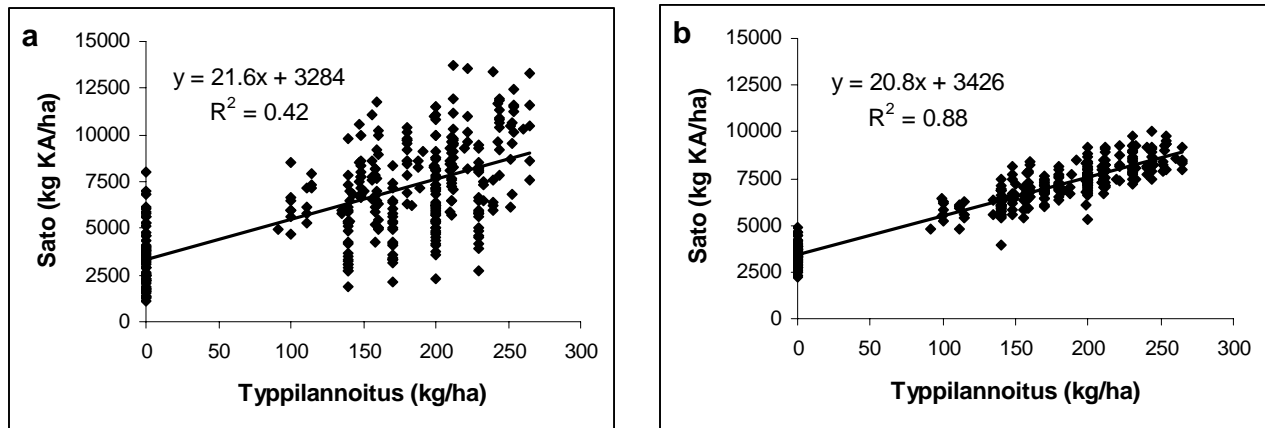 a
Sato (kg KA/ha)
15000
12500
10000
7500
5000
2500
0
y = 21.6x + 3284
R² = 0.42
0 50 100 150 200 250 300
Typpilannoitus (kg/ha)
b
Sato (kg KA/ha)
15000
12500
10000
7500
5000
2500
0
y = 20.8x + 3426
R² = 0.88
0 50 100 150 200 250 300
Typpilannoitus (kg/ha)